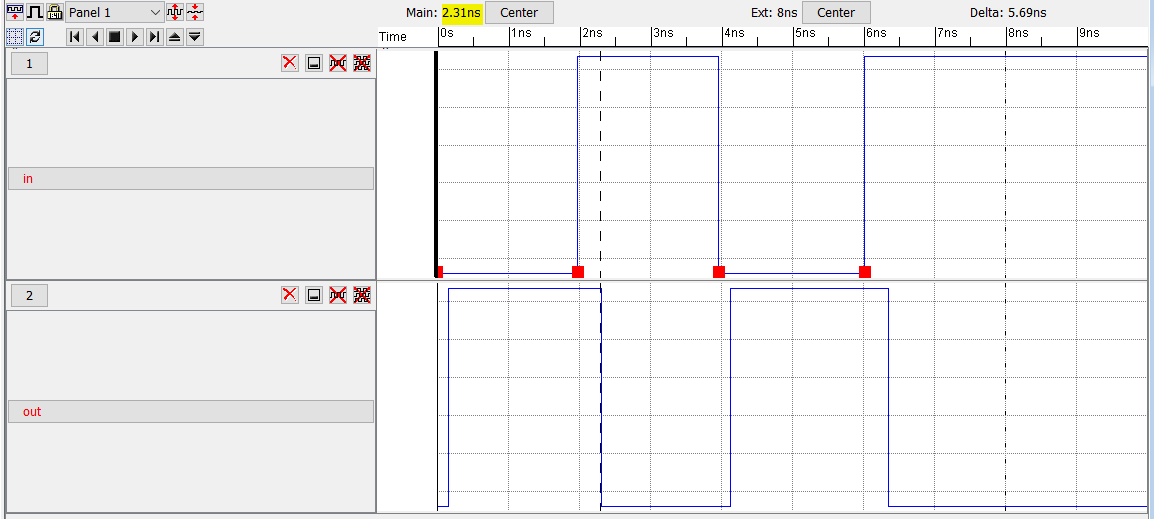 Panel 1
Main: 2.31ns Center Ext: 8ns Center Delta: 5.69ns
Time 0s 1ns 2ns 3ns 4ns 5ns 6ns 7ns 8ns 9ns
1
in
2
out